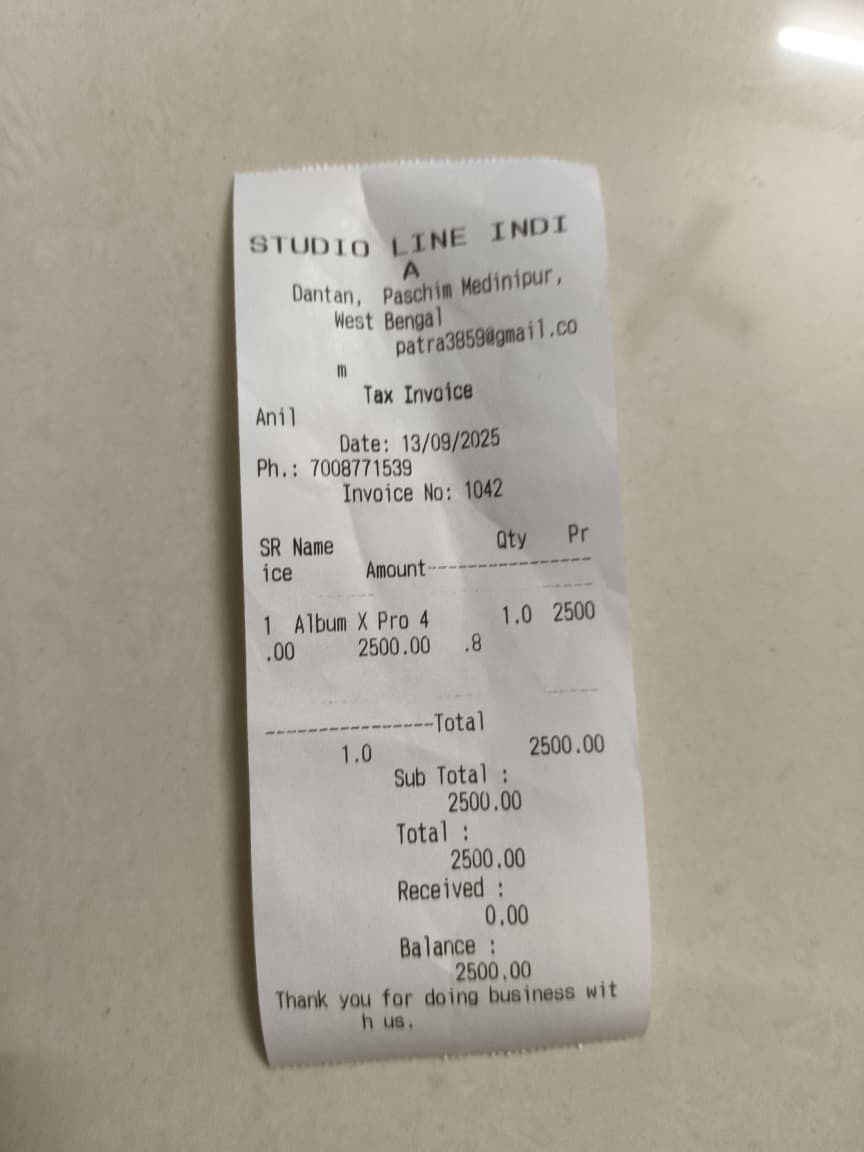 STUDIO LINE INDI
A
Dantan, Paschim Medinipur,
West Bengal
patra3859@gmail.co
m
Tax Invoice
Anil
Date: 13/09/2025
Ph.: 7008771539
Invoice No: 1042
SR Name Qty Pr
ice Amount----------------
1 Album X Pro 4 1.0 2500
.00 2500.00 .8
----------------Total
1.0 2500.00
Sub Total :
2500.00
Total :
2500.00
Received :
0.00
Balance :
2500.00
Thank you for doing business wit
h us.